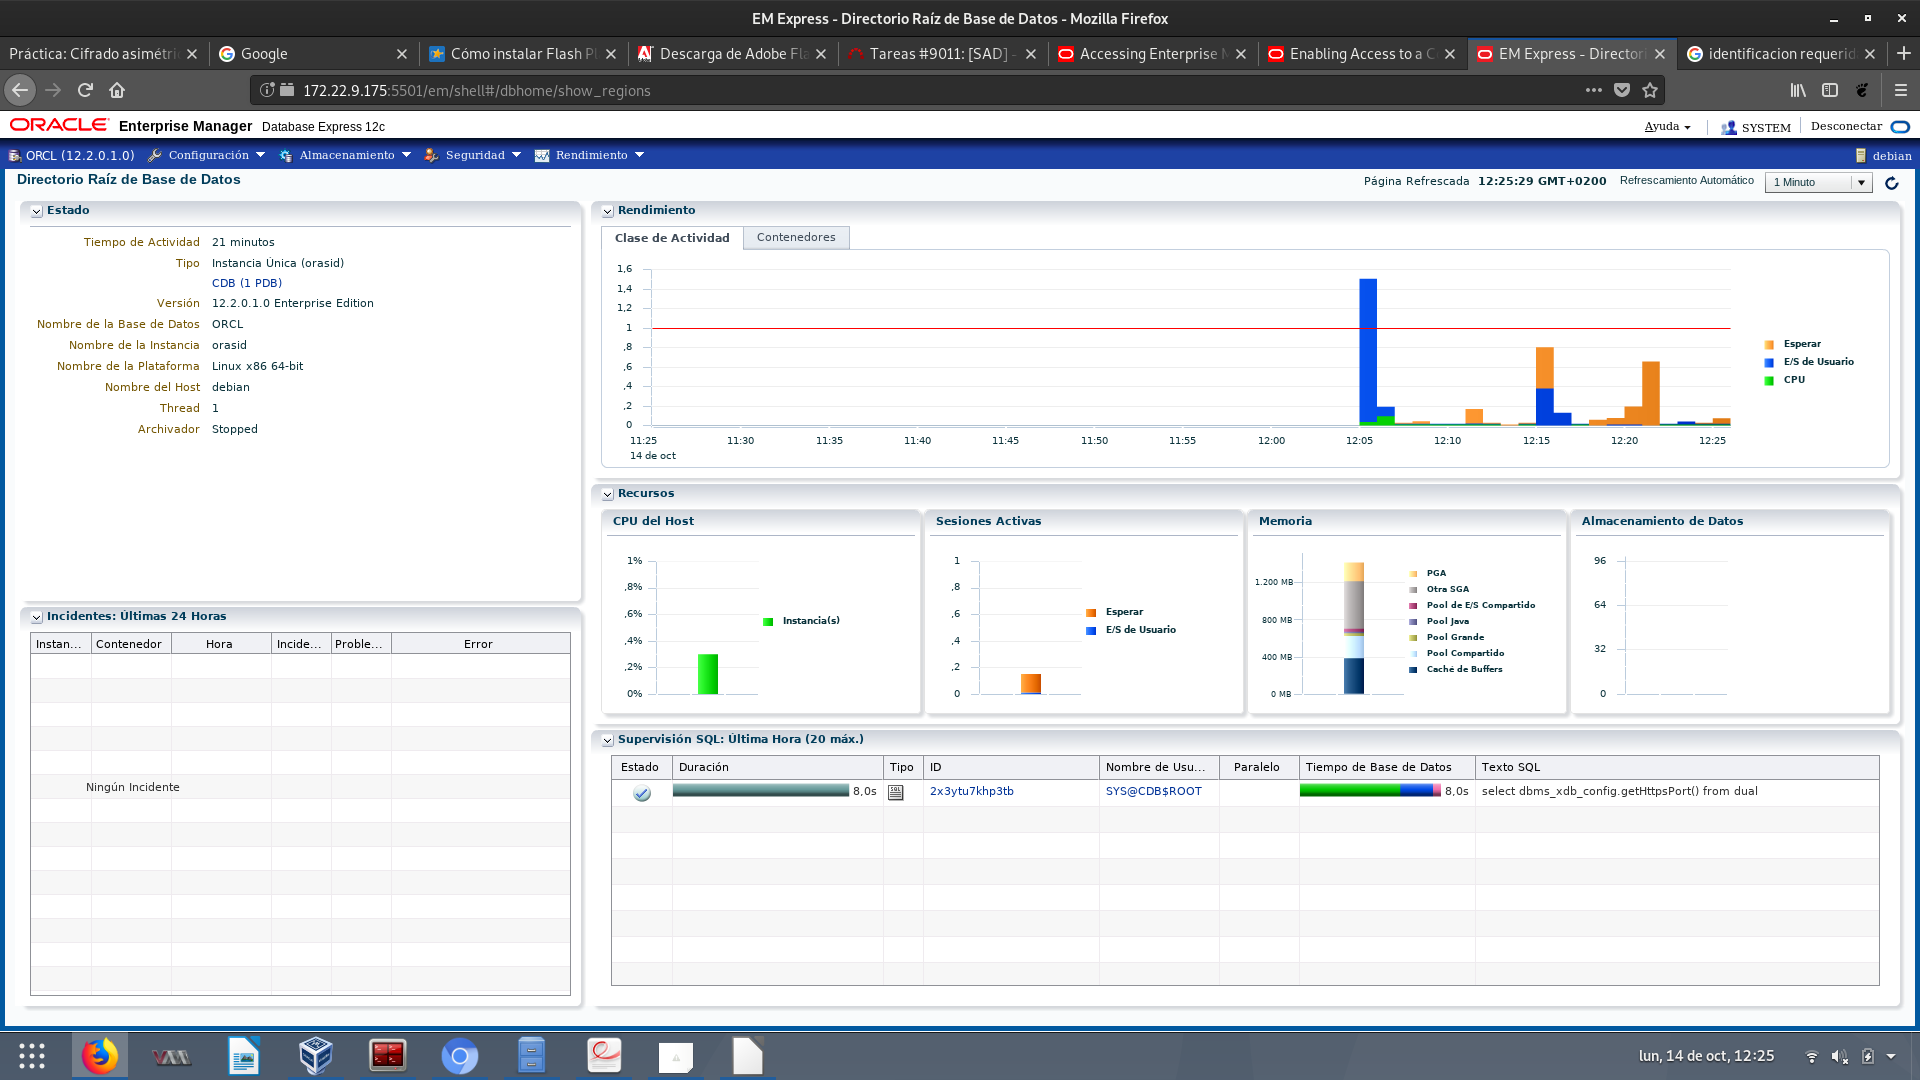 EM Express - Directorio Raíz de Base de Datos - Mozilla Firefox
Práctica: Cifrado asimétri
Google
Cómo instalar Flash Pl
Descarga de Adobe Fla
Tareas #9011: [SAD] -
Accessing Enterprise M
Enabling Access to a C
EM Express - Directori
identificacion requerid
172.22.9.175:5501/em/shell#/dbhome/show_regions
ORACLE Enterprise Manager Database Express 12c
Ayuda
SYSTEM
Desconectar
ORCL (12.2.0.1.0)
Configuración
Almacenamiento
Seguridad
Rendimiento
debian
Directorio Raíz de Base de Datos
Página Refrescada 12:25:29 GMT+0200
Refrescamiento Automático
1 Minuto
Estado
Tiempo de Actividad 21 minutos
Tipo Instancia Única (orasid)
CDB (1 PDB)
Versión 12.2.0.1.0 Enterprise Edition
Nombre de la Base de Datos ORCL
Nombre de la Instancia orasid
Nombre de la Plataforma Linux x86 64-bit
Nombre del Host debian
Thread 1
Archivador Stopped
Incidentes: Últimas 24 Horas
Instan... Contenedor Hora Incide... Proble... Error
Ningún Incidente
Rendimiento
Clase de Actividad
Contenedores
1,6
1,4
1,2
1
,8
,6
,4
,2
0
11:25 11:30 11:35 11:40 11:45 11:50 11:55 12:00 12:05 12:10 12:15 12:20 12:25
14 de oct
Esperar
E/S de Usuario
CPU
Recursos
CPU del Host
1%
,8%
,6%
,4%
,2%
0%
Instancia(s)
Sesiones Activas
1
,8
,6
,4
,2
0
Esperar
E/S de Usuario
Memoria
1.200 MB
800 MB
400 MB
0 MB
PGA
Otra SGA
Pool de E/S Compartido
Pool Java
Pool Grande
Pool Compartido
Caché de Buffers
Almacenamiento de Datos
96
64
32
0
Supervisión SQL: Última Hora (20 máx.)
Estado Duración Tipo ID Nombre de Usu... Paralelo Tiempo de Base de Datos Texto SQL
8,0s 2x3ytu7khp3tb SYS@CDB$ROOT 8,0s select dbms_xdb_config.getHttpsPort() from dual
lun, 14 de oct, 12:25